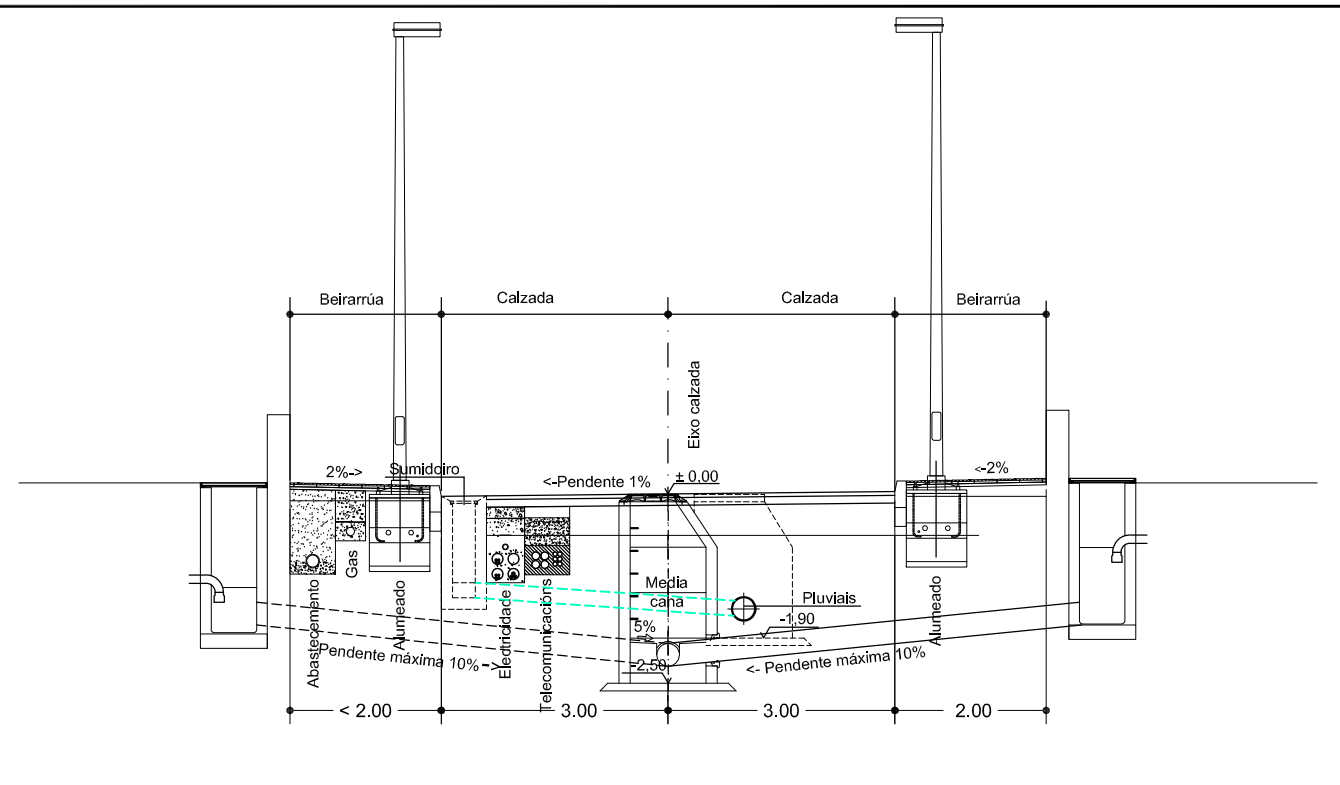 Beirarrúa
Calzada
Calzada
Beirarrúa
Eixo calzada
2%->
Sumidoiro
<-Pendente 1%
± 0,00
<-2%
Abastecemento
Gas
Alumeado
Electricidade
Telecomunicacións
Media
cana
Pluviais
-1,90
5%
Alumeado
Pendente máxima 10% ->
-2,50
<- Pendente máxima 10%
< 2.00
3.00
3.00
2.00